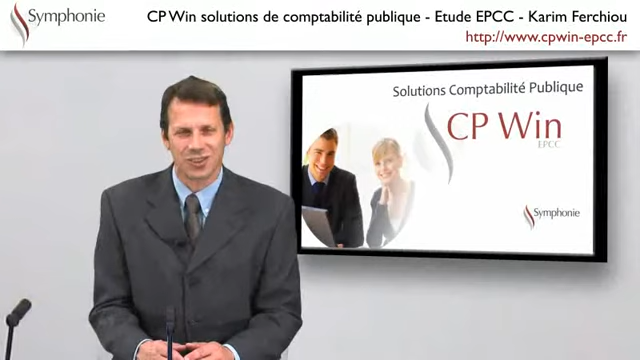 Symphonie
CP Win solutions de comptabilité publique - Etude EPCC - Karim Ferchiou
http://www.cpwin-epcc.fr
Solutions Comptabilité Publique
CP Win
EPCC
Symphonie